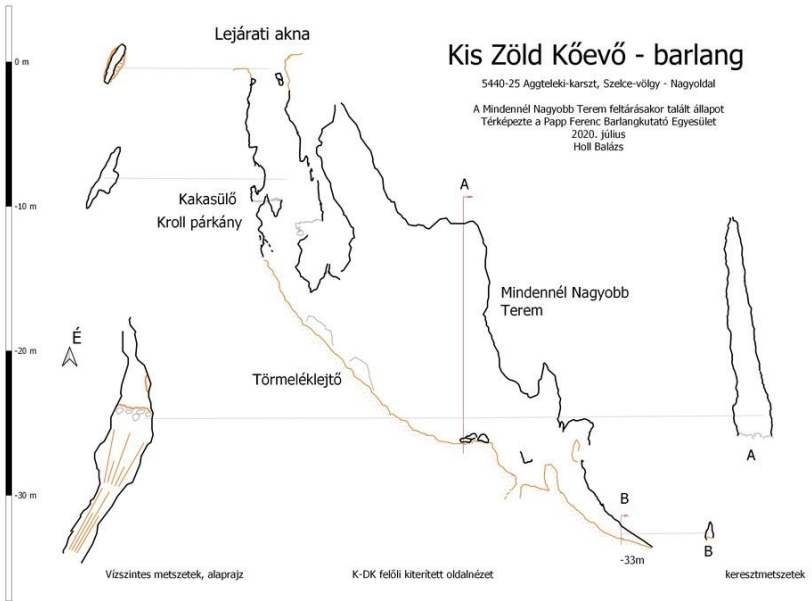 Kis Zöld Kőevő - barlang
5440-25 Aggteleki-karszt, Szelce-völgy - Nagyoldal
A Mindennél Nagyobb Terem feltárásakor talált állapot
Térképezte a Papp Ferenc Barlangkutató Egyesület
2020. július
Holl Balázs
Lejárati akna
0 m
A
Kakasülő
-10 m
Kroll párkány
Mindennél Nagyobb
Terem
É
-20 m
Törmeléklejtő
A
-30 m
B
B
-33m
Vízszintes metszetek, alaprajz
K-DK felőli kiterített oldalnézet
keresztmetszetek